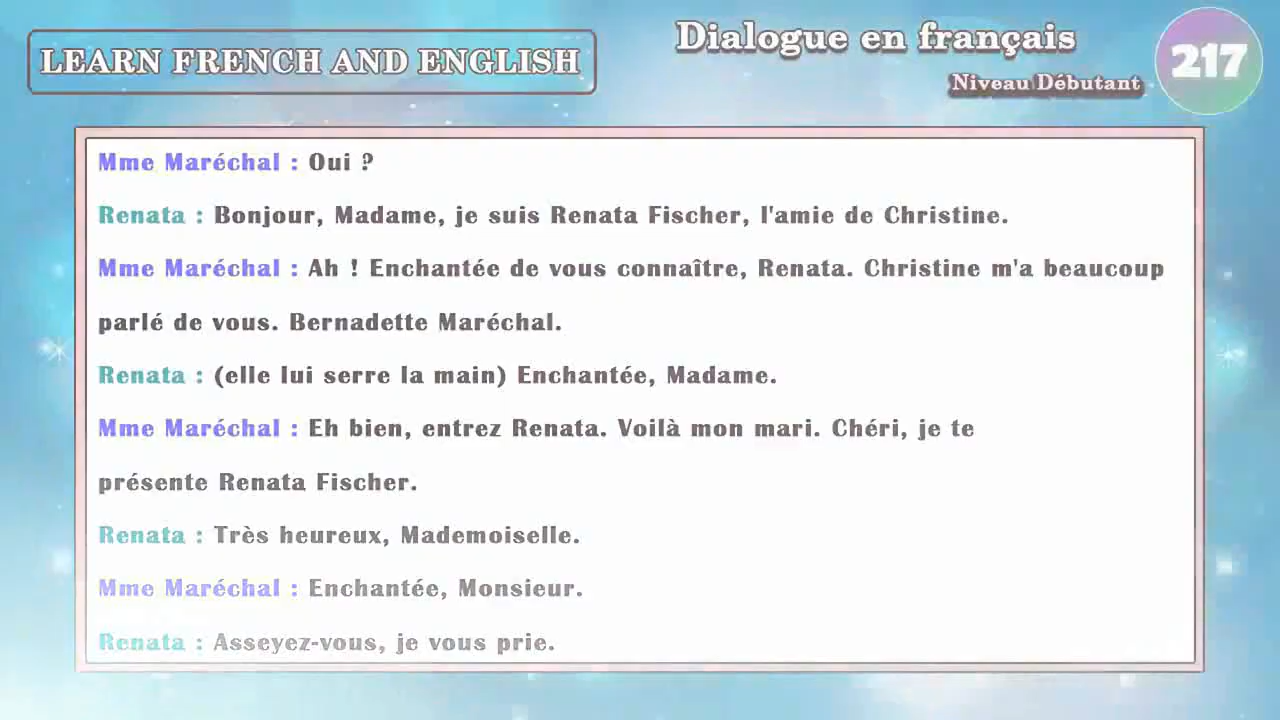 LEARN FRENCH AND ENGLISH
Dialogue en français
Niveau Débutant
217
Mme Maréchal : Oui ?
Renata : Bonjour, Madame, je suis Renata Fischer, l'amie de Christine.
Mme Maréchal : Ah ! Enchantée de vous connaître, Renata. Christine m'a beaucoup
parlé de vous. Bernadette Maréchal.
Renata : (elle lui serre la main) Enchantée, Madame.
Mme Maréchal : Eh bien, entrez Renata. Voilà mon mari. Chéri, je te
présente Renata Fischer.
Renata : Très heureux, Mademoiselle.
Mme Maréchal : Enchantée, Monsieur.
Renata : Asseyez-vous, je vous prie.